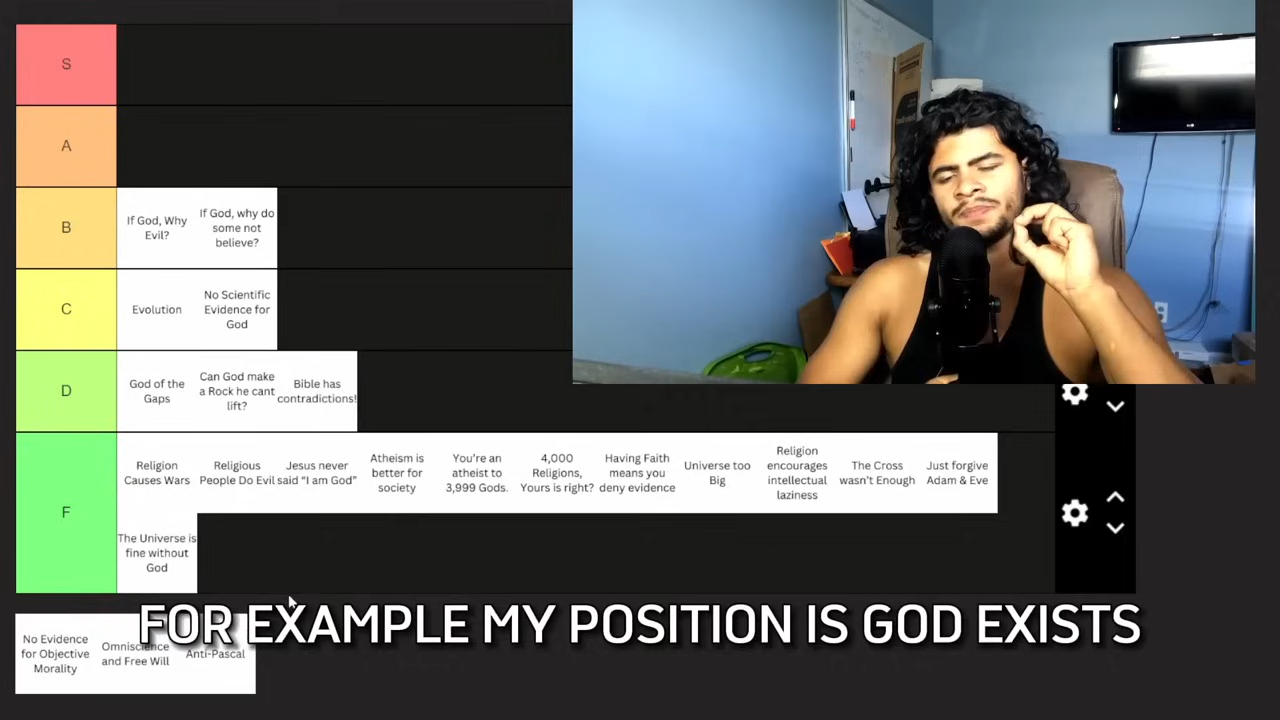 S
A
B
If God, Why
Evil?
If God, why do
some not
believe?
C
Evolution
No Scientific
Evidence for
God
D
God of the
Gaps
Can God make
a Rock he cant
lift?
Bible has
contradictions!
F
Religion
Causes Wars
Religious
People Do Evil
Jesus never
said "I am God"
Atheism is
better for
society
You're an
atheist to
3,999 Gods.
4,000
Religions,
Yours is right?
Having Faith
means you
deny evidence
Universe too
Big
Religion
encourages
intellectual
laziness
The Cross
wasn't Enough
Just forgive
Adam & Eve
The Universe is
fine without
God
FOR EXAMPLE MY POSITION IS GOD EXISTS
No Evidence
for Objective
Morality
Omniscience
and Free Will
Anti-Pascal